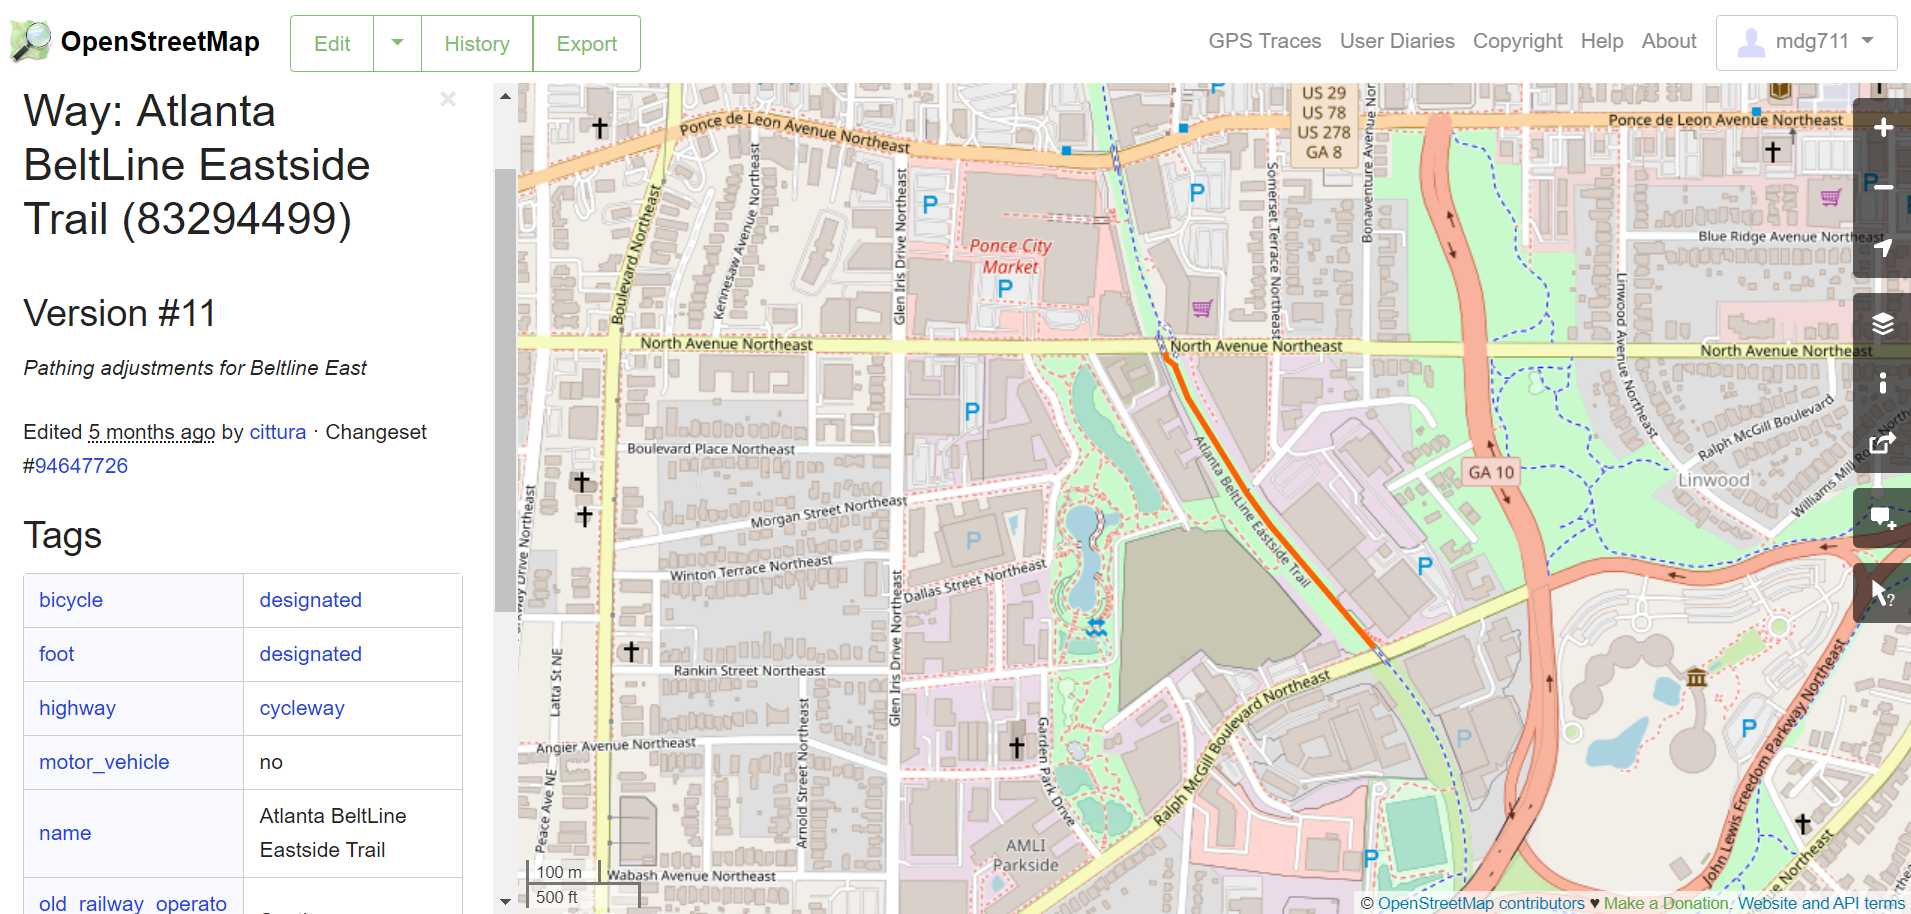 OpenStreetMap
Edit
History
Export
GPS Traces
User Diaries
Copyright
Help
About
mdg711
Way: Atlanta
BeltLine Eastside
Trail (83294499)
×
Version #11
Pathing adjustments for Beltline East
Edited 5 months ago by cittura · Changeset
#94647726
Tags
bicycle designated
foot designated
highway cycleway
motor_vehicle no
name Atlanta BeltLine
Eastside Trail
old_railway_operato
Ponce de Leon Avenue Northeast
US 29
US 78
US 278
GA 8
Ponce de Leon Avenue Northeast
Boulevard Northeast
Kennesaw Avenue Northeast
Glen Iris Drive Northeast
Somerset Terrace Northeast
Bonaventure Avenue Nor
P
P
P
P
Ponce City
Market
P
Blue Ridge Avenue Northeast
Linwood Avenue Northeast
North Avenue Northeast
North Avenue Northeast
North Avenue Northeast
P
Boulevard Place Northeast
Atlanta BeltLine Eastside Trail
GA 10
Ralph McGill Boulevard
Linwood
Williams Mill Ro
North
Morgan Street Northeast
P
Winton Terrace Northeast
Dallas Street Northeast
P
Glen Iris Drive Northeast
Rankin Street Northeast
Latta St NE
Angier Avenue Northeast
Arnold Street Northeast
Garden Park Drive
Ralph McGill Boulevard Northeast
P
P
John Lewis Freedom Parkway Northeast
Peace Ave NE
AMLI
Parkside
P
e Northeast
Wabash Avenue Northeast
100 m
500 ft
© OpenStreetMap contributors ♥ Make a Donation. Website and API terms